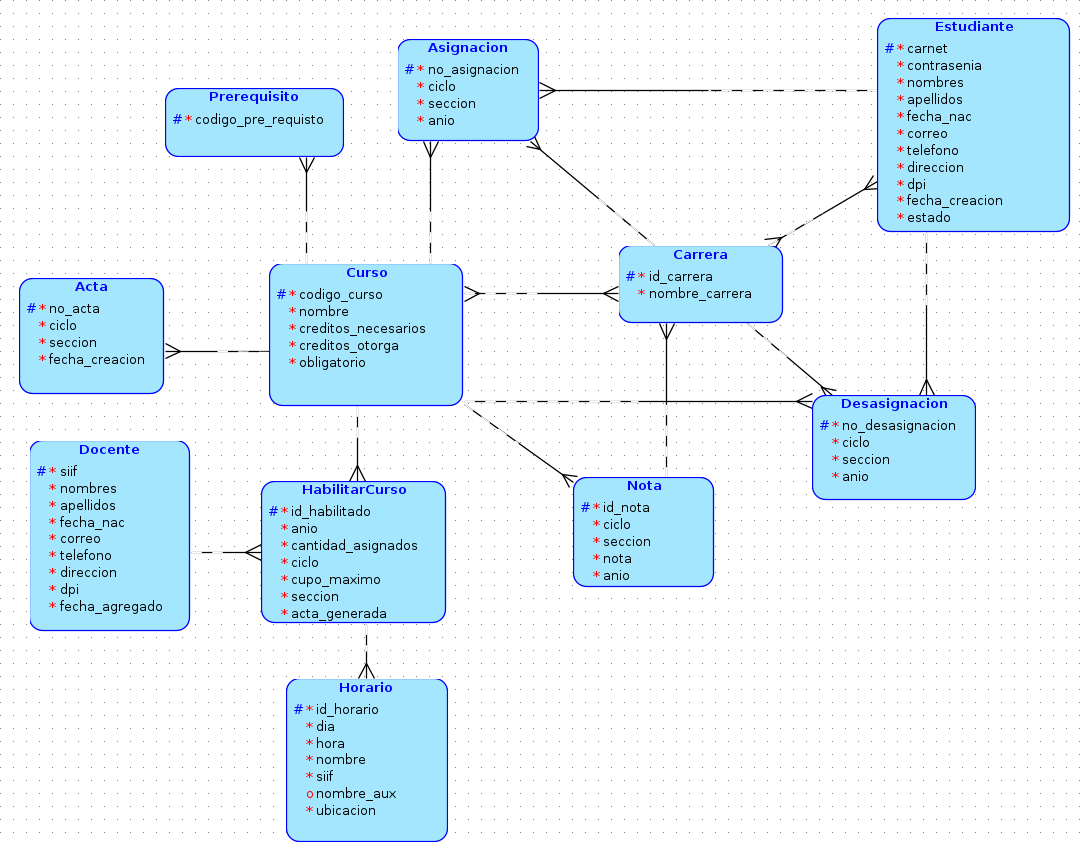 Estudiante
#* carnet
* contrasenia
* nombres
* apellidos
* fecha_nac
* correo
* telefono
* direccion
* dpi
* fecha_creacion
* estado
Asignacion
#* no_asignacion
* ciclo
* seccion
* anio
Prerequisito
#* codigo_pre_requisto
Carrera
#* id_carrera
* nombre_carrera
Curso
#* codigo_curso
* nombre
* creditos_necesarios
* creditos_otorga
* obligatorio
Acta
#* no_acta
* ciclo
* seccion
* fecha_creacion
Desasignacion
#* no_desasignacion
* ciclo
* seccion
* anio
Docente
#* siif
* nombres
* apellidos
* fecha_nac
* correo
* telefono
* direccion
* dpi
* fecha_agregado
HabilitarCurso
#* id_habilitado
* anio
* cantidad_asignados
* ciclo
* cupo_maximo
* seccion
* acta_generada
Nota
#* id_nota
* ciclo
* seccion
* nota
* anio
Horario
#* id_horario
* dia
* hora
* nombre
* siif
o nombre_aux
* ubicacion